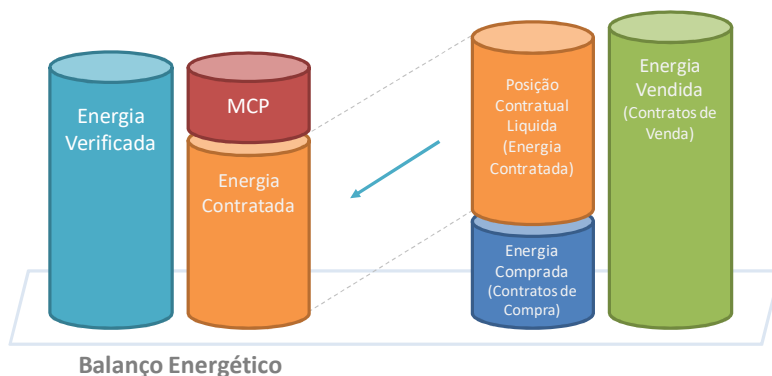 Energia
Verificada
MCP
Energia
Contratada
Posição
Contratual
Liquida
(Energia
Contratada)
Energia
Comprada
(Contratos de
Compra)
Energia
Vendida
(Contratos de
Venda)
Balanço Energético